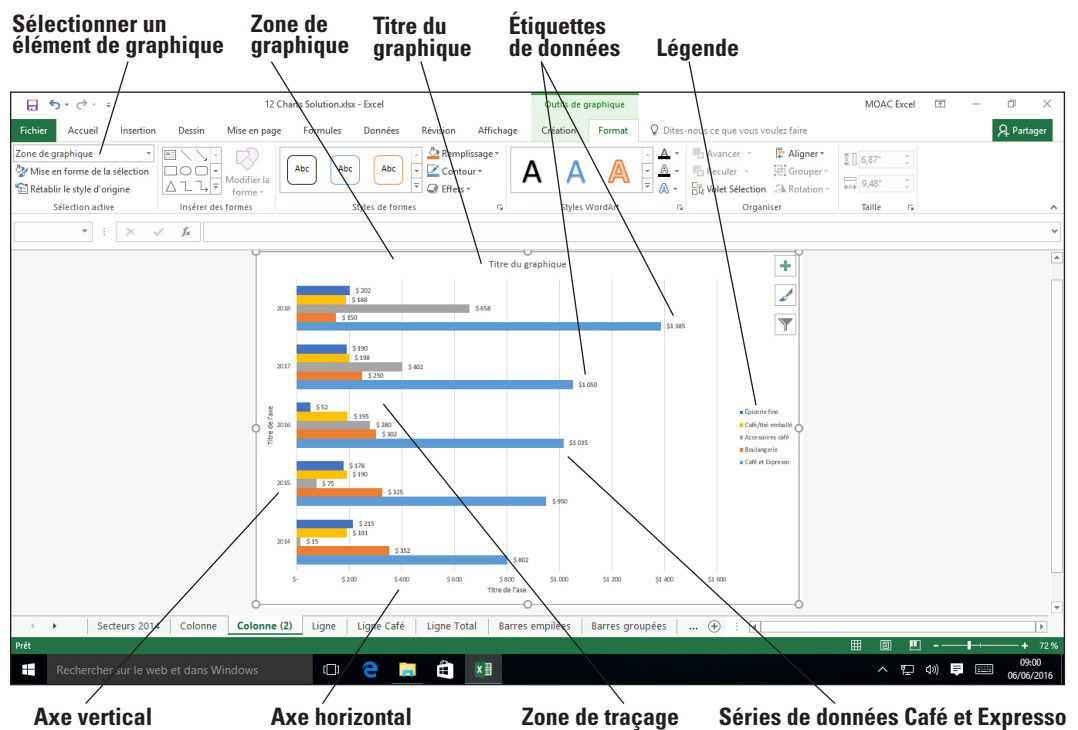 Sélectionner un
élément de graphique
Zone de
graphique
Titre du
graphique
Étiquettes
de données
Légende
12 Charts Solution.xlsx - Excel
Outils de graphique
MOAC Excel
Fichier Accueil Insertion Dessin Mise en page Formules Données Révision Affichage Création Format Dites-nous ce que vous voulez faire Partager
Zone de graphique
Mise en forme de la sélection
Rétablir le style d'origine
Sélection active
Modifier la
forme
Insérer des formes
Abc Abc Abc
Remplissage
Contour
Effets
Styles de formes
A A A
A
A
A
Styles WordArt
Avancer
Reculer
Volet Sélection
Aligner
Grouper
Rotation
Organiser
6,87"
9,48"
Taille
fx
Titre du graphique
2018
$ 202
$ 188
$ 658
$ 150
$1 385
2017
$ 190
$ 198
$ 402
$ 250
$1 050
2016
$ 52
$ 195
$ 280
$ 302
$1 015
2015
$ 178
$ 190
$ 75
$ 325
$ 950
2014
$ 215
$ 191
$ 15
$ 352
$ 802
Titre de l'axe
$- $ 200 $ 400 $ 600 $ 800 $1 000 $1 200 $1 400 $1 600
Titre de l'axe
Épicerie fine
Café/thé emballé
Accessoires café
Boulangerie
Café et Expresso
Secteurs 2014 Colonne Colonne (2) Ligne Ligne Café Ligne Total Barres empilées Barres groupées ...
Prêt
72 %
Rechercher sur le web et dans Windows
09:00
06/06/2016
Axe vertical
Axe horizontal
Zone de traçage
Séries de données Café et Expresso